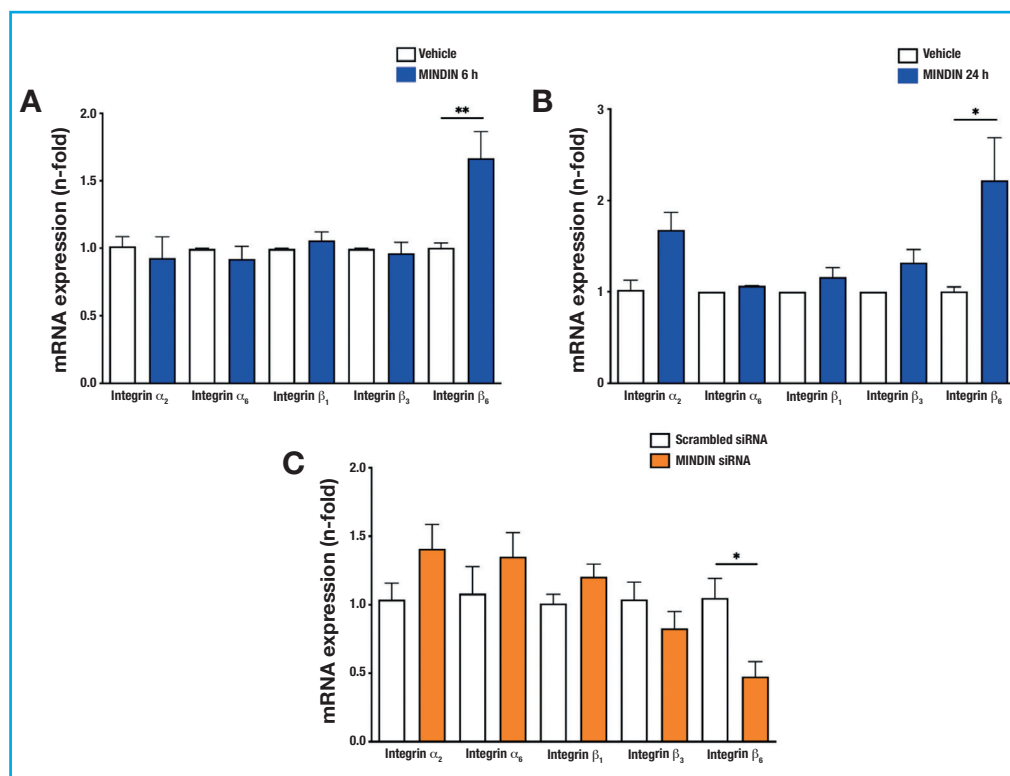 A
Vehicle
MINDIN 6 h
mRNA expression (n-fold)
2.0
1.5
1.0
0.5
0.0
**
Integrin α₂
Integrin α₆
Integrin β₁
Integrin β₃
Integrin β₆
B
Vehicle
MINDIN 24 h
mRNA expression (n-fold)
3
2
1
0
*
Integrin α₂
Integrin α₆
Integrin β₁
Integrin β₃
Integrin β₆
C
Scrambled siRNA
MINDIN siRNA
mRNA expression (n-fold)
2.0
1.5
1.0
0.5
0.0
*
Integrin α₂
Integrin α₆
Integrin β₁
Integrin β₃
Integrin β₆